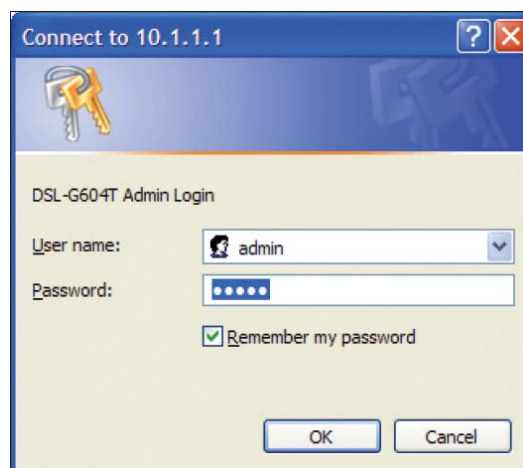 Connect to 10.1.1.1
DSL-G604T Admin Login
User name:
admin
Password:
•••••
Remember my password
OK
Cancel